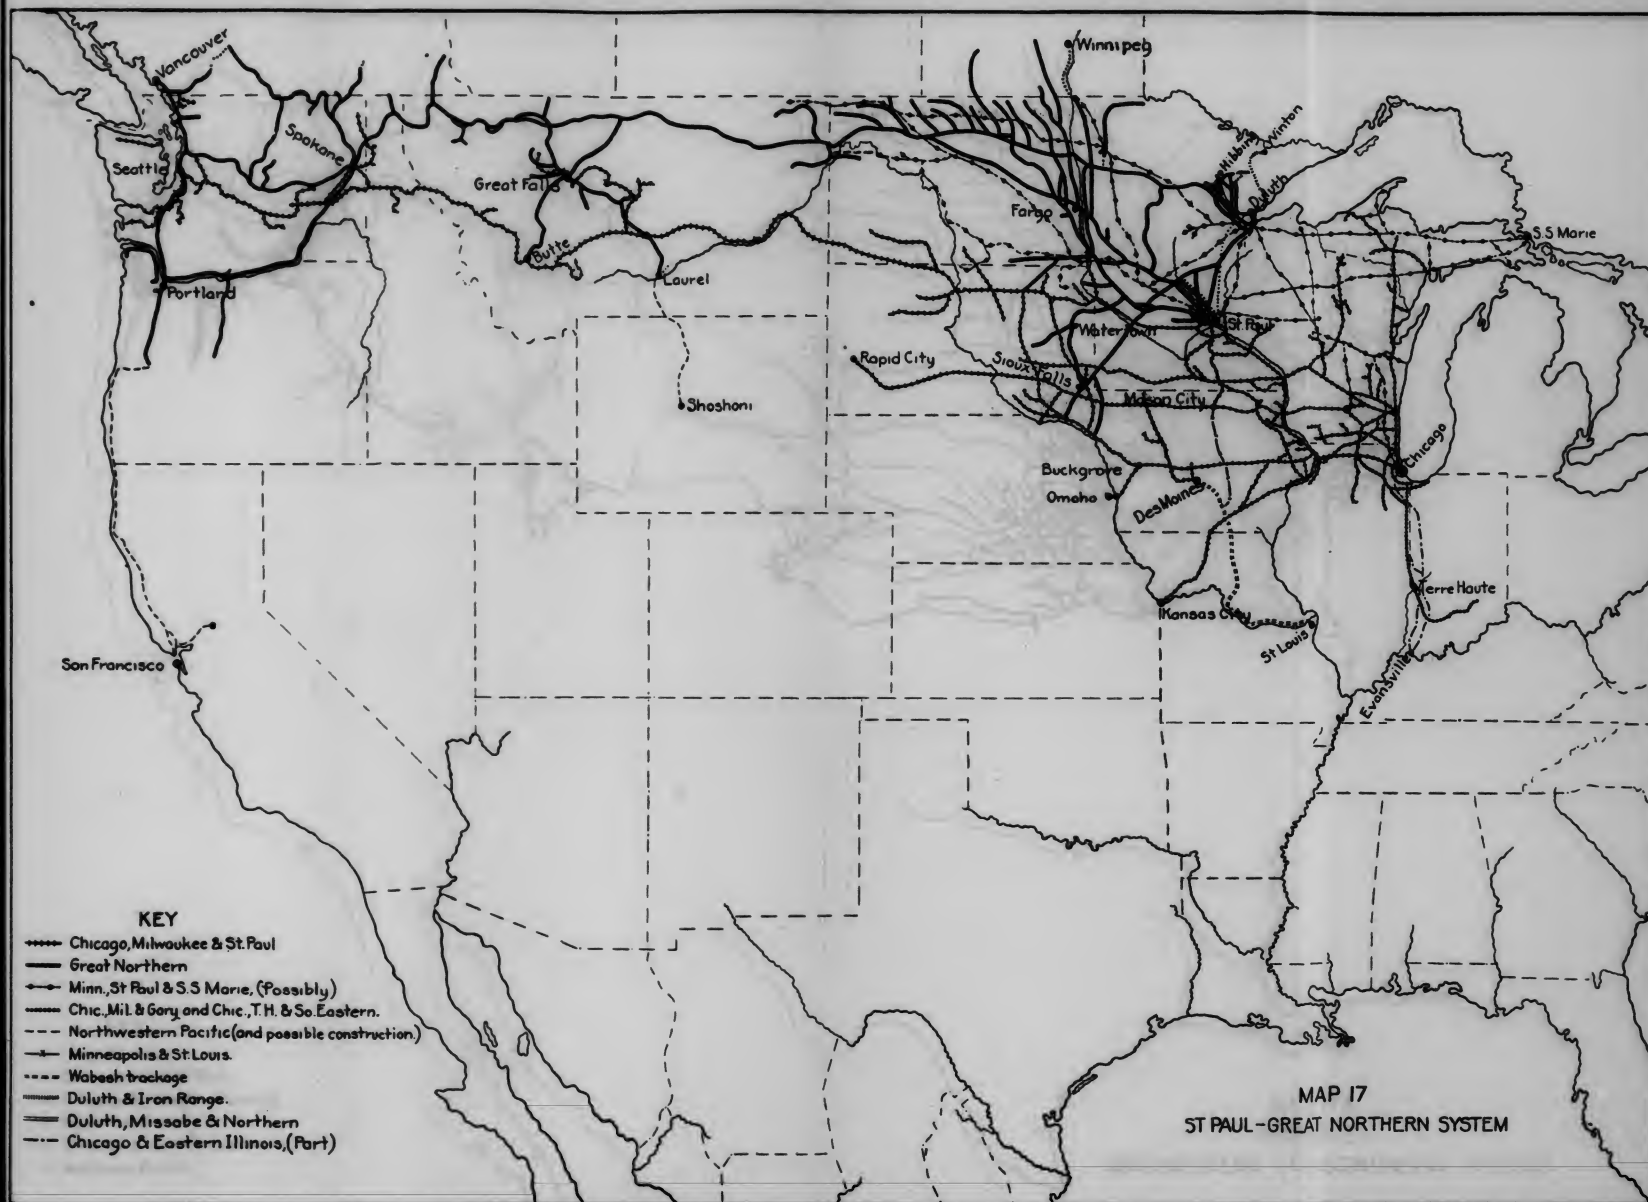 Vancouver
Winnipeg
Spokane
Seattle
Hibbing
Winton
Great Falls
Duluth
Fargo
S.S Marie
Butte
Laurel
Portland
Watertown
St. Paul
Rapid City
Sioux Falls
Shoshoni
Mason City
Chicago
Buckgrove
Omaha
Des Moines
Terre Haute
Kansas City
St Louis
San Francisco
Evansville
KEY
Chicago, Milwaukee & St. Paul
Great Northern
Minn., St Paul & S.S Marie, (Possibly)
Chic., Mil. & Gary and Chic., T.H. & So. Eastern.
Northwestern Pacific (and possible construction.)
Minneapolis & St. Louis.
Wabash trackage
Duluth & Iron Range.
Duluth, Missabe & Northern
Chicago & Eastern Illinois, (Part)
MAP 17
ST PAUL-GREAT NORTHERN SYSTEM